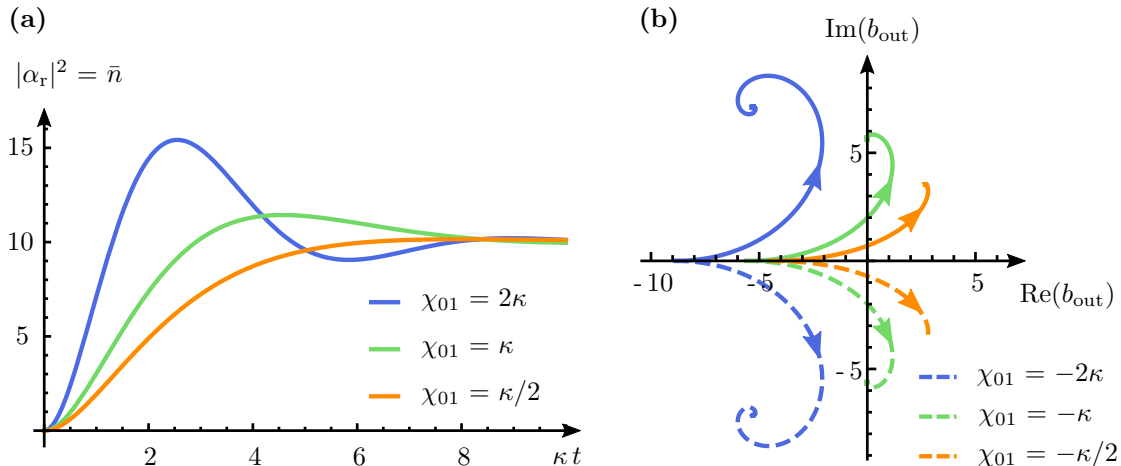 (a)
|α_r|² = n̄
15
10
5
χ₀₁ = 2κ
χ₀₁ = κ
χ₀₁ = κ/2
2
4
6
8
κ t
(b)
Im(b_out)
5
-10
-5
5
Re(b_out)
-5
χ₀₁ = −2κ
χ₀₁ = −κ
χ₀₁ = −κ/2